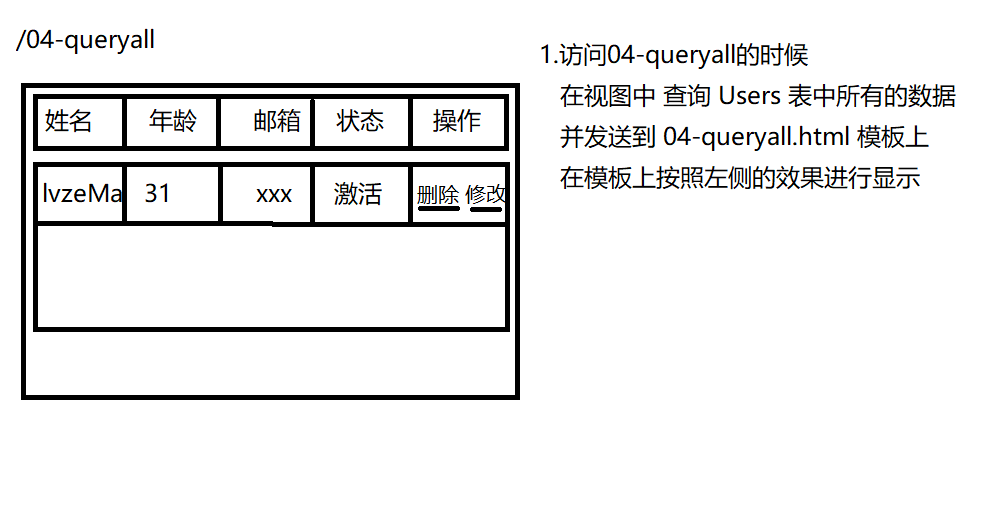 /04-queryall
姓名 年龄 邮箱 状态 操作
lvzeMa 31 xxx 激活 删除 修改
1.访问04-queryall的时候
在视图中 查询 Users 表中所有的数据
并发送到 04-queryall.html 模板上
在模板上按照左侧的效果进行显示